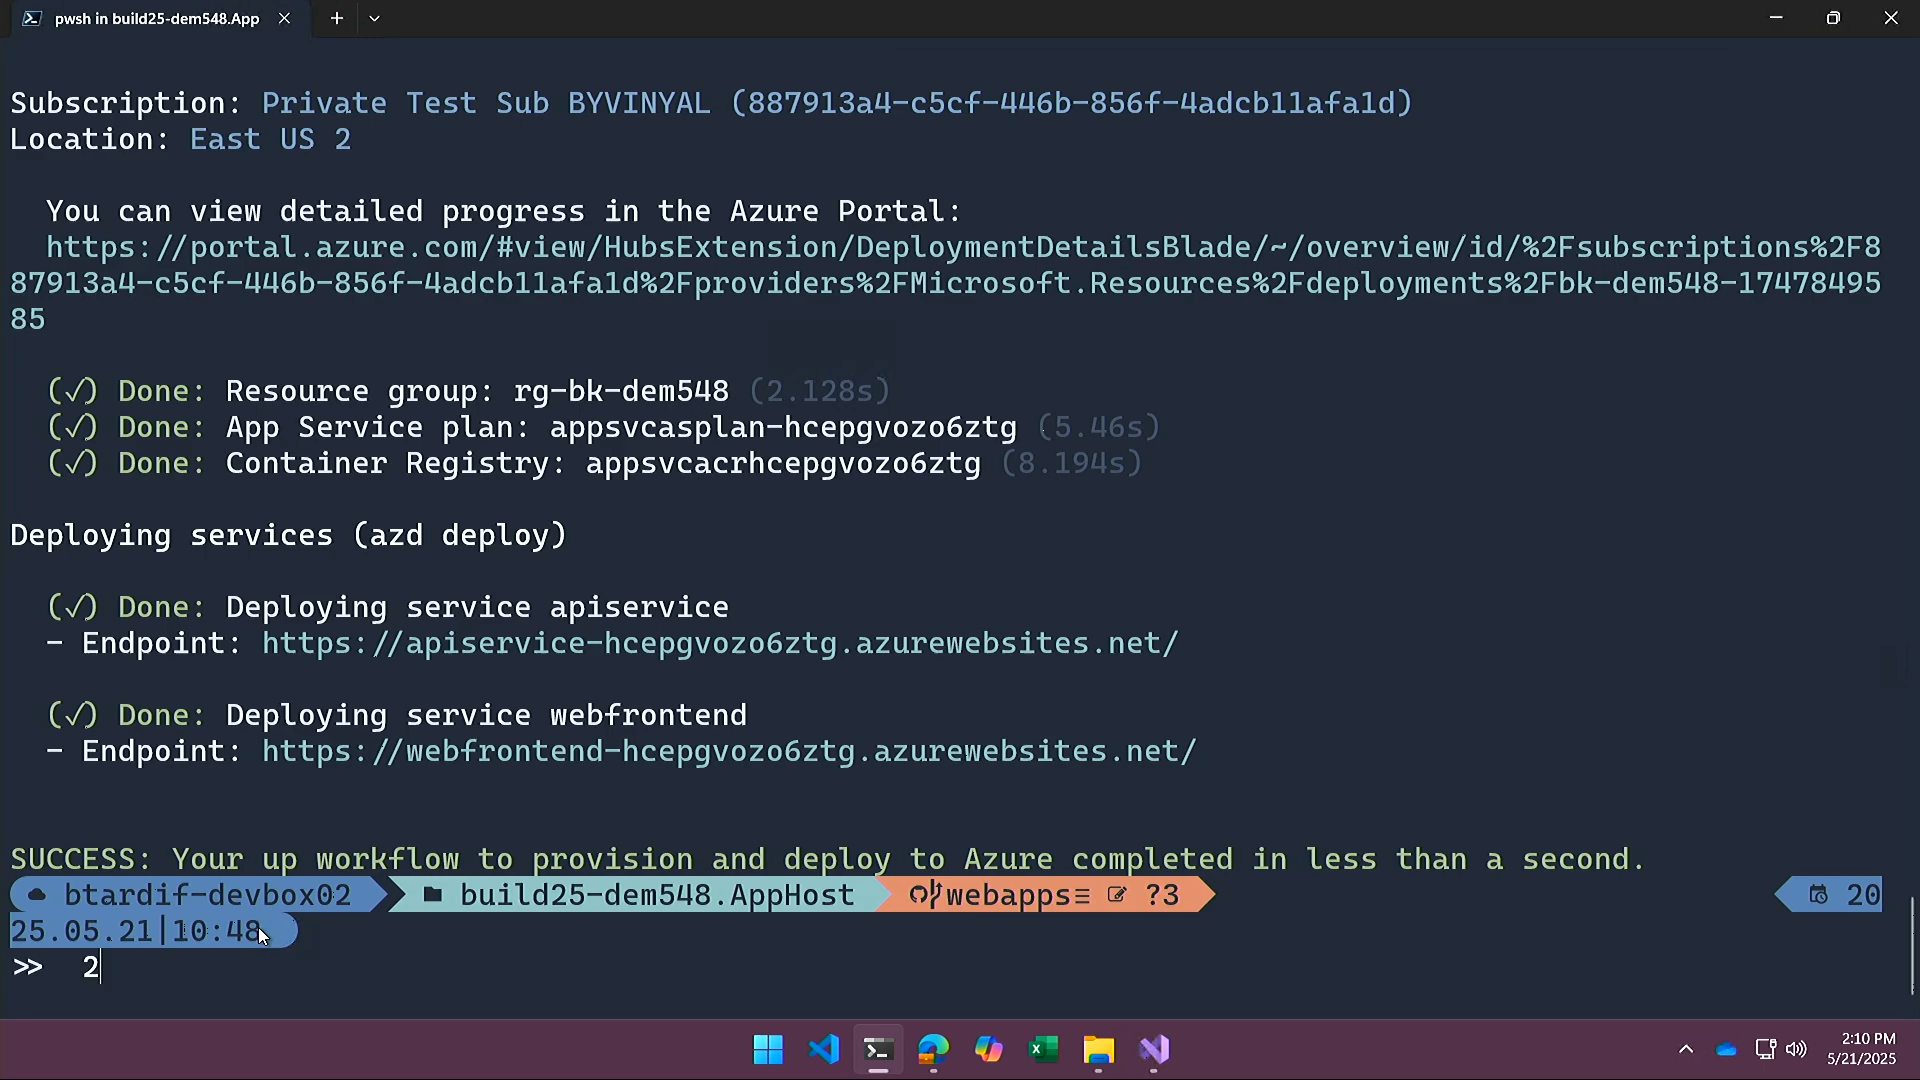 pwsh in build25-dem548.App
Subscription: Private Test Sub BYVINYAL (887913a4-c5cf-446b-856f-4adcb11afa1d)
Location: East US 2
You can view detailed progress in the Azure Portal:
https://portal.azure.com/#view/HubsExtension/DeploymentDetailsBlade/~/overview/id/%2Fsubscriptions%2F8
87913a4-c5cf-446b-856f-4adcb11afa1d%2Fproviders%2FMicrosoft.Resources%2Fdeployments%2Fbk-dem548-17478495
85
(✓) Done: Resource group: rg-bk-dem548 (2.128s)
(✓) Done: App Service plan: appsvcasplan-hcepgvozo6ztg (5.46s)
(✓) Done: Container Registry: appsvcacrhcepgvozo6ztg (8.194s)
Deploying services (azd deploy)
(✓) Done: Deploying service apiservice
- Endpoint: https://apiservice-hcepgvozo6ztg.azurewebsites.net/
(✓) Done: Deploying service webfrontend
- Endpoint: https://webfrontend-hcepgvozo6ztg.azurewebsites.net/
SUCCESS: Your up workflow to provision and deploy to Azure completed in less than a second.
btardif-devbox02 build25-dem548.AppHost webapps≡ ?3 20
25.05.21|10:48
>> 2
2:10 PM
5/21/2025